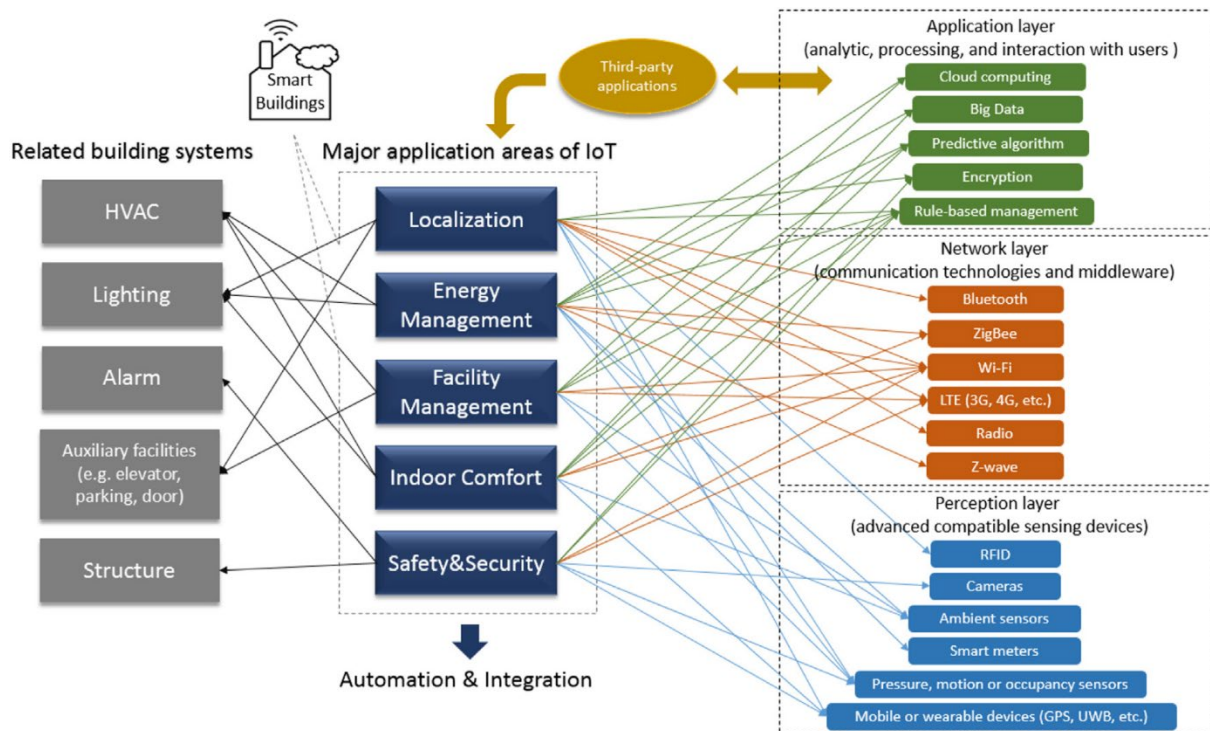 Smart
Buildings
Third-party
applications
Application layer
(analytic, processing, and interaction with users )
Cloud computing
Big Data
Predictive algorithm
Encryption
Rule-based management
Related building systems
HVAC
Lighting
Alarm
Auxiliary facilities
(e.g. elevator,
parking, door)
Structure
Major application areas of IoT
Localization
Energy
Management
Facility
Management
Indoor Comfort
Safety&Security
Automation & Integration
Network layer
(communication technologies and middleware)
Bluetooth
ZigBee
Wi-Fi
LTE (3G, 4G, etc.)
Radio
Z-wave
Perception layer
(advanced compatible sensing devices)
RFID
Cameras
Ambient sensors
Smart meters
Pressure, motion or occupancy sensors
Mobile or wearable devices (GPS, UWB, etc.)